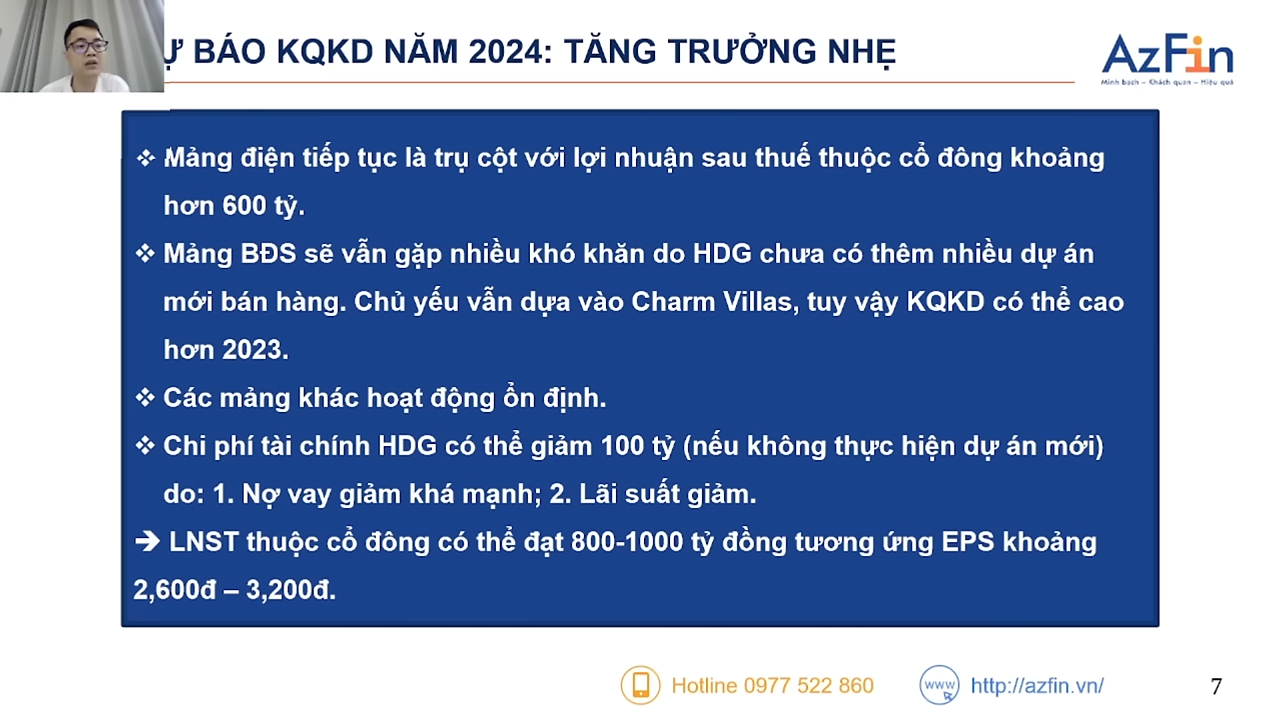 Ự BÁO KQKD NĂM 2024: TĂNG TRƯỞNG NHẸ
AzFin
Minh bạch – Khách quan – Hiệu quả
❖ Mảng điện tiếp tục là trụ cột với lợi nhuận sau thuế thuộc cổ đông khoảng
hơn 600 tỷ.
❖ Mảng BĐS sẽ vẫn gặp nhiều khó khăn do HDG chưa có thêm nhiều dự án
mới bán hàng. Chủ yếu vẫn dựa vào Charm Villas, tuy vậy KQKD có thể cao
hơn 2023.
❖ Các mảng khác hoạt động ổn định.
❖ Chi phí tài chính HDG có thể giảm 100 tỷ (nếu không thực hiện dự án mới)
do: 1. Nợ vay giảm khá mạnh; 2. Lãi suất giảm.
➔ LNST thuộc cổ đông có thể đạt 800-1000 tỷ đồng tương ứng EPS khoảng
2,600đ – 3,200đ.
Hotline 0977 522 860
www
http://azfin.vn/
7